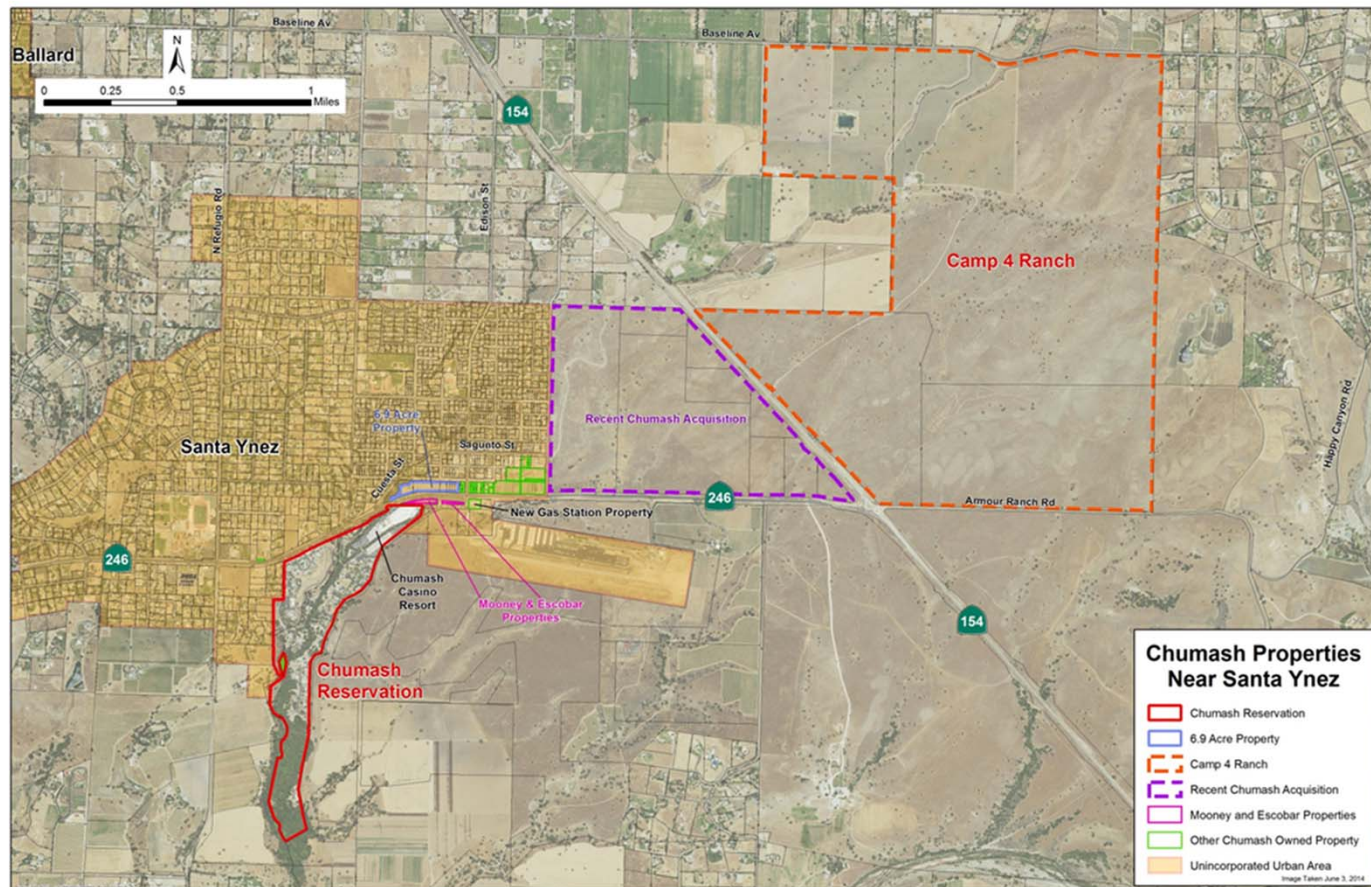 Baseline Av
Baseline Av
Ballard
N
0 0.25 0.5 1
Miles
154
N Refugio Rd
Edison St
Camp 4 Ranch
Recent Chumash Acquisition
6.9 Acre
Property
Sagunto St
Santa Ynez
Cuesta St
Happy Canyon Rd
246
Armour Ranch Rd
New Gas Station Property
246
Chumash
Casino
Resort
Mooney & Escobar
Properties
154
Chumash
Reservation
Chumash Properties
Near Santa Ynez
Chumash Reservation
6.9 Acre Property
Camp 4 Ranch
Recent Chumash Acquisition
Mooney and Escobar Properties
Other Chumash Owned Property
Unincorporated Urban Area
Image Taken June 3, 2014